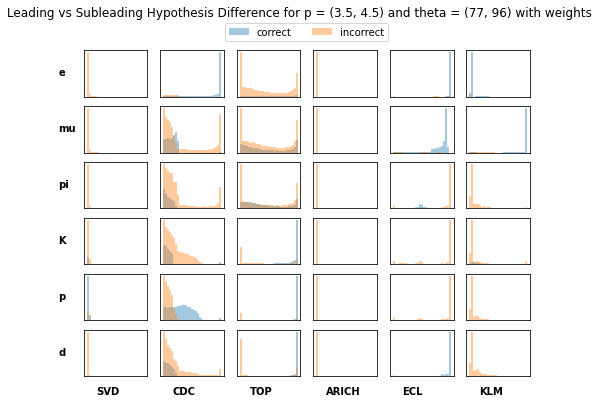 Leading vs Subleading Hypothesis Difference for p = (3.5, 4.5) and theta = (77, 96) with weights
correct incorrect
e
mu
pi
K
p
d
SVD CDC TOP ARICH ECL KLM